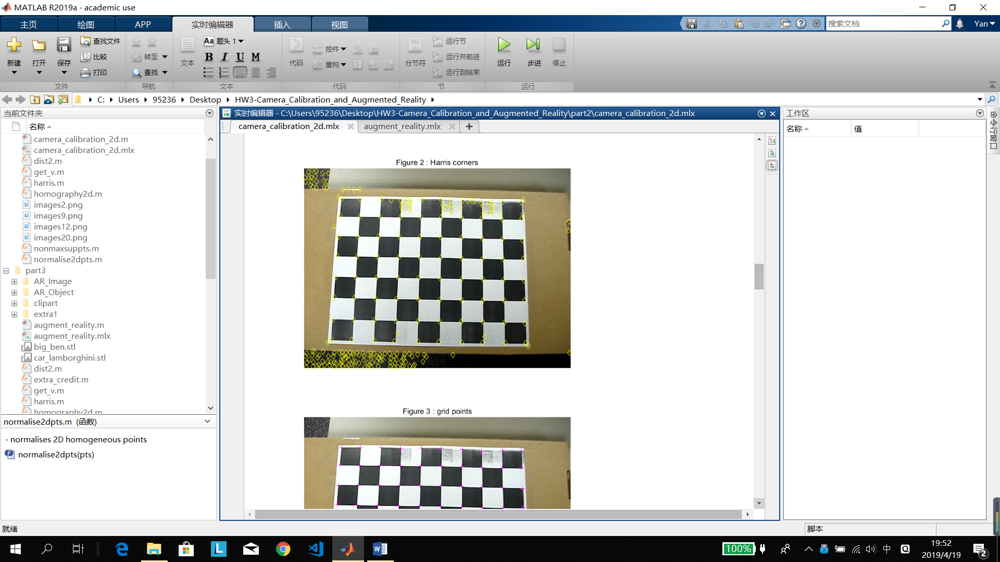 MATLAB R2019a - academic use
主页 绘图 APP 实时编辑器 插入 视图
搜索文档
Yan
新建 打开 保存
查找文件
比较
打印
文件
转至
查找
导航
文本
Aa 题头 1
B I U M
文本
代码
控件
重构
代码
分节符
运行节
运行并前进
运行到结束
节
运行 步进 停止
运行
C: Users 95236 Desktop HW3-Camera_Calibration_and_Augmented_Reality
当前文件夹
名称
camera_calibration_2d.m
camera_calibration_2d.mlx
dist2.m
get_v.m
harris.m
homography2d.m
images2.png
images9.png
images12.png
images20.png
nonmaxsuppts.m
normalise2dpts.m
part3
AR_Image
AR_Object
clipart
extra1
augment_reality.m
augment_reality.mlx
big_ben.stl
car_lamborghini.stl
dist2.m
extra_credit.m
get_v.m
harris.m
homography2d.m
normalise2dpts.m (函数)
- normalises 2D homogeneous points
normalise2dpts(pts)
实时编辑器 - C:\Users\95236\Desktop\HW3-Camera_Calibration_and_Augmented_Reality\part2\camera_calibration_2d.mlx
camera_calibration_2d.mlx augment_reality.mlx
Figure 2 : Harris corners
Figure 3 : grid points
工作区
名称 值
命令行窗口
就绪
脚本
100%
中
19:52
2019/4/19
2